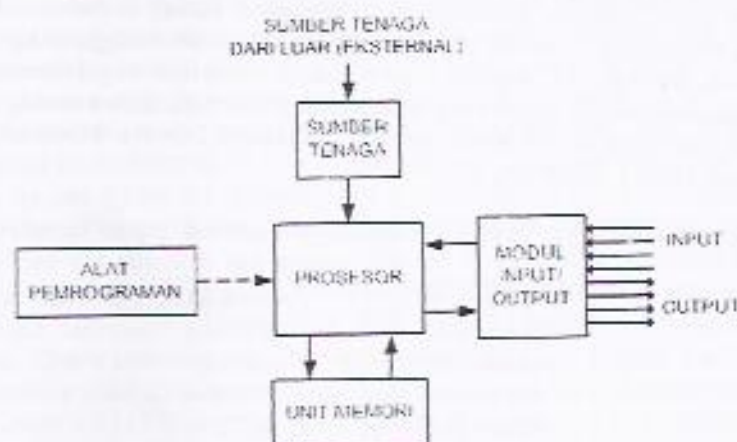 SUMBER TENAGA
DARI LUAR (EKSTERNAL)
SUMBER
TENAGA
ALAT
PEMROGRAMAN
PROSESOR
MODUL
INPUT/
OUTPUT
INPUT
OUTPUT
UNIT MEMORI